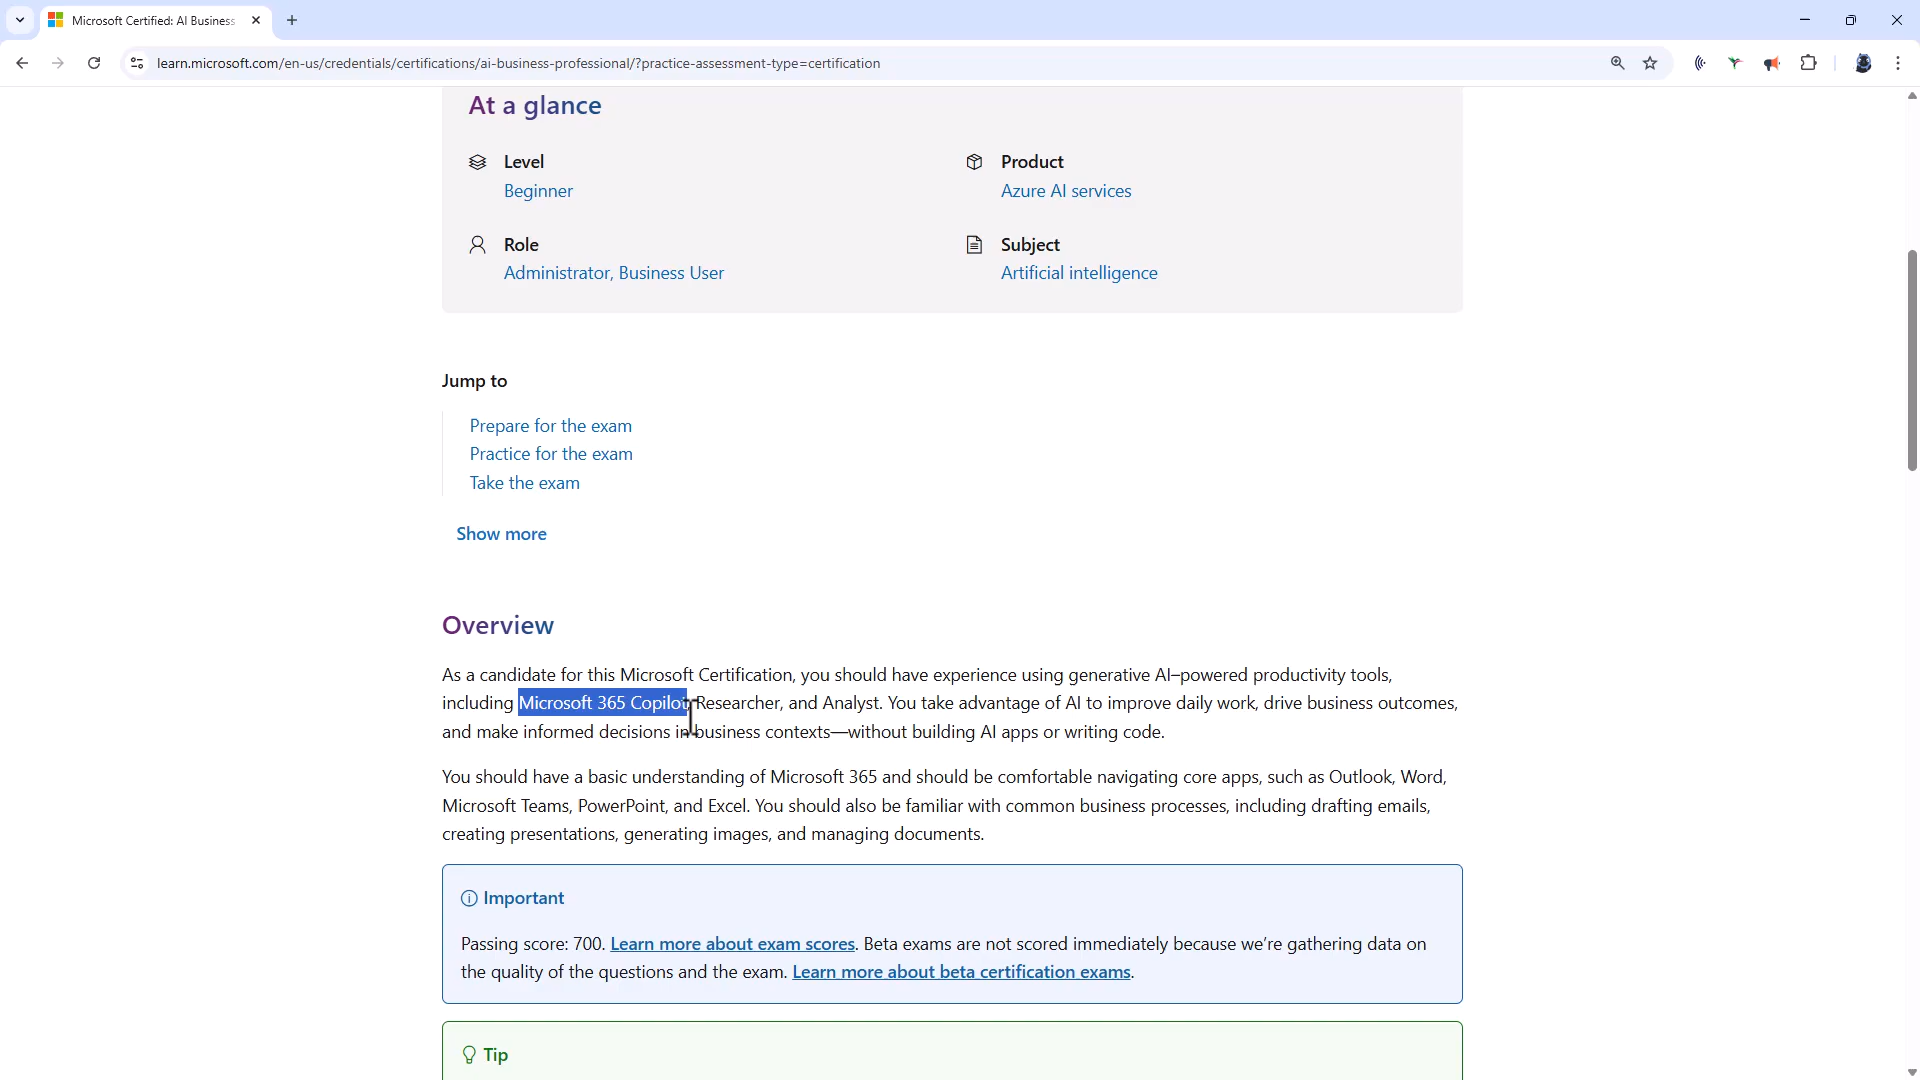 Microsoft Certified: AI Business
learn.microsoft.com/en-us/credentials/certifications/ai-business-professional/?practice-assessment-type=certification
At a glance
Level
Beginner
Product
Azure AI services
Role
Administrator, Business User
Subject
Artificial intelligence
Jump to
Prepare for the exam
Practice for the exam
Take the exam
Show more
Overview
As a candidate for this Microsoft Certification, you should have experience using generative AI–powered productivity tools,
including Microsoft 365 Copilot, Researcher, and Analyst. You take advantage of AI to improve daily work, drive business outcomes,
and make informed decisions in business contexts—without building AI apps or writing code.
You should have a basic understanding of Microsoft 365 and should be comfortable navigating core apps, such as Outlook, Word,
Microsoft Teams, PowerPoint, and Excel. You should also be familiar with common business processes, including drafting emails,
creating presentations, generating images, and managing documents.
Important
Passing score: 700. Learn more about exam scores. Beta exams are not scored immediately because we’re gathering data on
the quality of the questions and the exam. Learn more about beta certification exams.
Tip